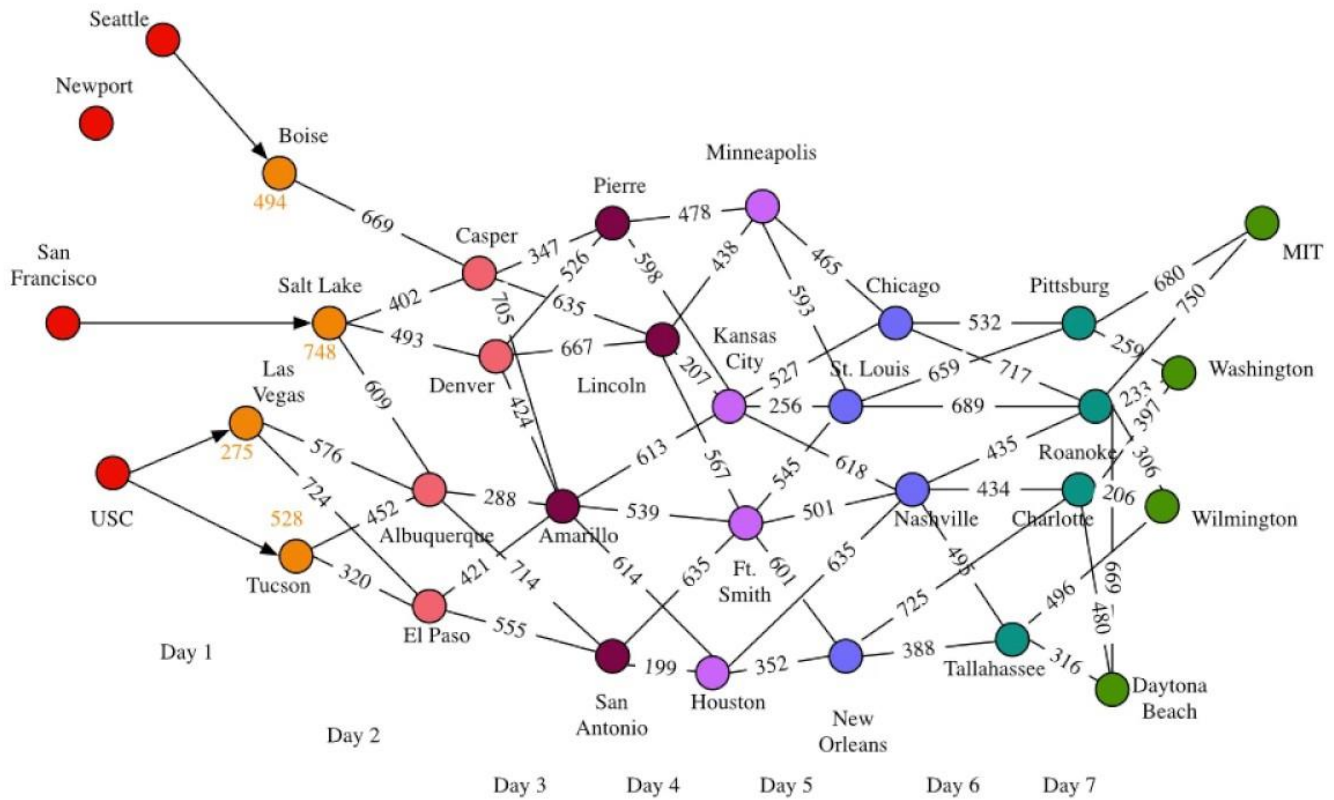 Seattle
Newport
Boise
494
669
San
Francisco
Salt Lake
748
402
493
609
Las
Vegas
275
576
724
USC
528
Tucson
452
320
Casper
347
705
635
Denver
526
667
424
Albuquerque
288
714
El Paso
421
555
Pierre
478
598
Lincoln
438
207
567
Amarillo
613
539
614
San
Antonio
635
199
Minneapolis
465
593
Kansas
City
527
256
618
Ft.
Smith
545
501
601
Houston
635
352
Chicago
532
717
St. Louis
659
689
Nashville
435
434
495
New
Orleans
725
388
Pittsburg
680
259
Roanoke
750
233
306
669
Charlotte
397
206
480
Tallahassee
496
316
MIT
Washington
Wilmington
Daytona
Beach
Day 1
Day 2
Day 3
Day 4
Day 5
Day 6
Day 7